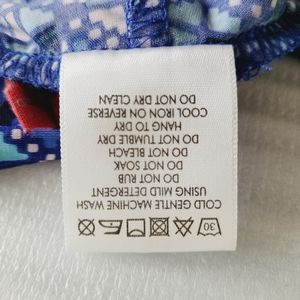 COLD GENTLE MACHINE WASH
USING MILD DETERGENT
DO NOT RUB
DO NOT SOAK
DO NOT BLEACH
DO NOT TUMBLE DRY
HANG TO DRY
COOL IRON ON REVERSE
DO NOT DRY CLEAN
30